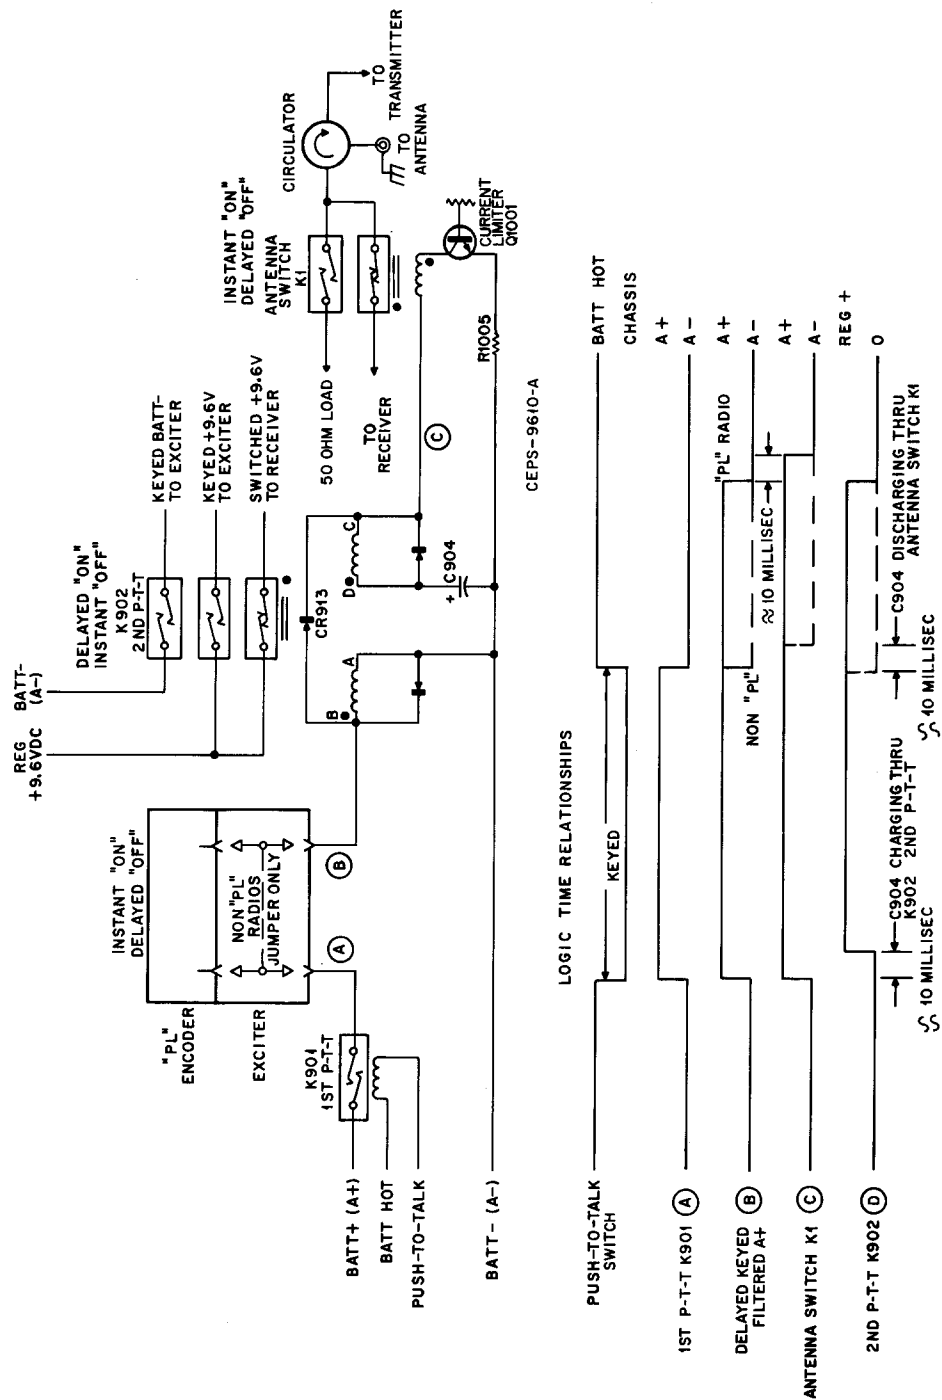 REG
+9.6VDC
BATT-
(A-)
DELAYED "ON"
INSTANT "OFF"
K902
2ND P-T-T
KEYED BATT-
TO EXCITER
KEYED +9.6V
TO EXCITER
SWITCHED +9.6V
TO RECEIVER
INSTANT "ON"
DELAYED "OFF"
ANTENNA
SWITCH
K1
CIRCULATOR
TO
TRANSMITTER
TO
ANTENNA
50 OHM LOAD
TO
RECEIVER
CURRENT
LIMITER
Q1001
R1005
INSTANT "ON"
DELAYED "OFF"
"PL"
ENCODER
EXCITER
NON "PL"
RADIOS
JUMPER ONLY
A
B
K901
1ST P-T-T
BATT+ (A+)
BATT HOT
PUSH-TO-TALK
BATT- (A-)
B
A
CR913
D
C
+
C904
C
CEPS-9610-A
LOGIC TIME RELATIONSHIPS
PUSH-TO-TALK
SWITCH
KEYED
BATT HOT
CHASSIS
1ST P-T-T K901 A
A+
A-
DELAYED KEYED B
FILTERED A+
NON "PL"
"PL" RADIO
A+
A-
ANTENNA SWITCH K1 C
≈10 MILLISEC
A+
A-
2ND P-T-T K902 D
REG +
0
C904 CHARGING THRU
K902 2ND P-T-T
≈ 10 MILLISEC
C904 DISCHARGING THRU
ANTENNA SWITCH K1
≈ 10 MILLISEC